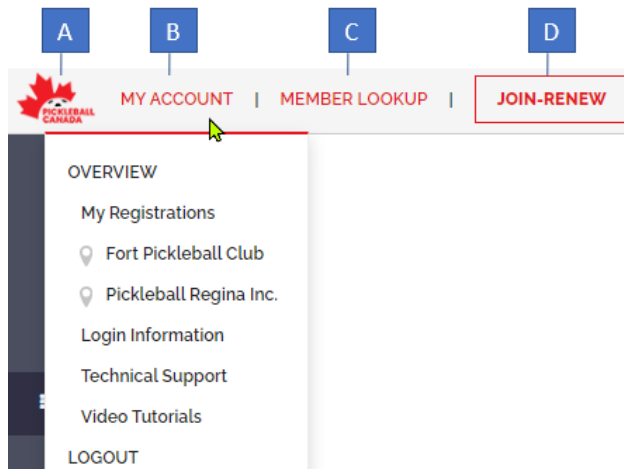 A B C D
PICKLEBALL
CANADA
MY ACCOUNT | MEMBER LOOKUP | JOIN-RENEW
OVERVIEW
My Registrations
Fort Pickleball Club
Pickleball Regina Inc.
Login Information
Technical Support
Video Tutorials
LOGOUT